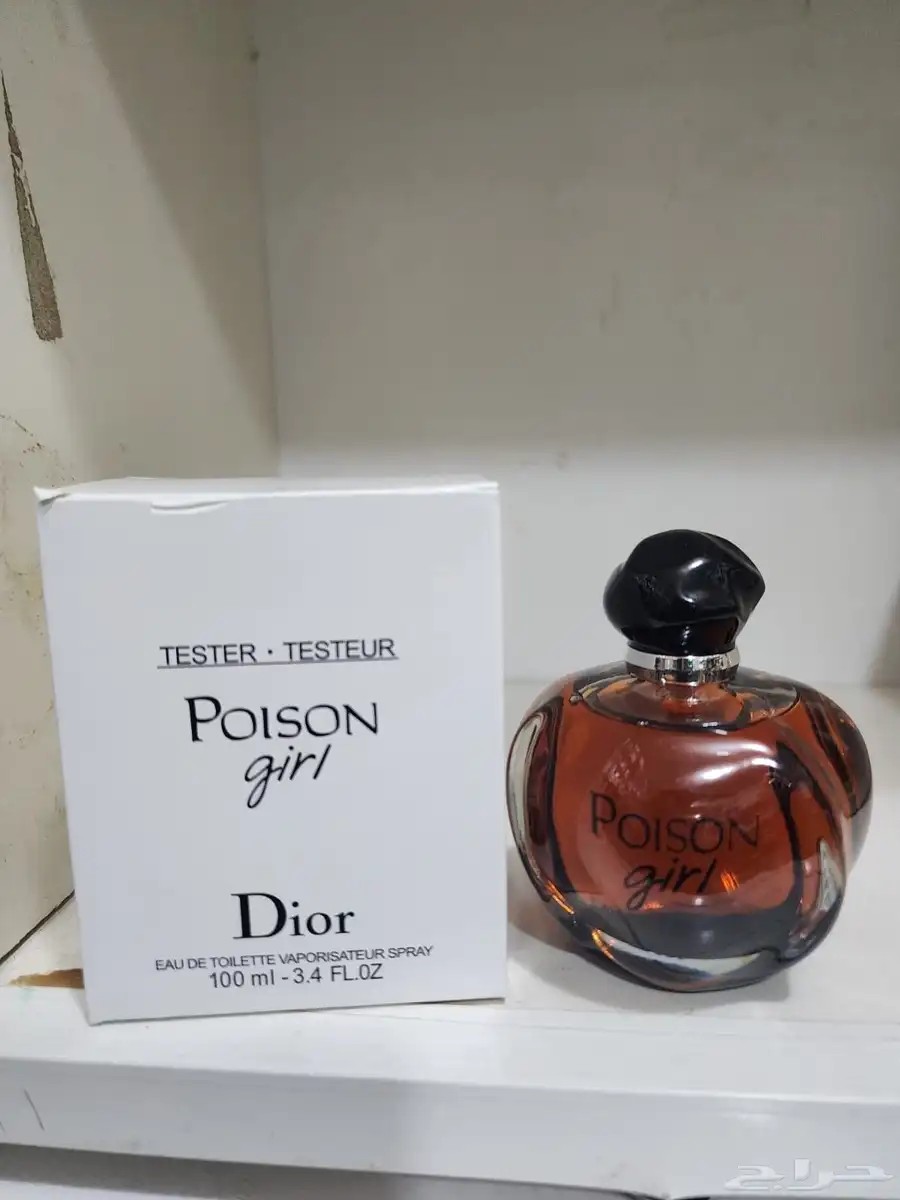 TESTER · TESTEUR
POISON
girl
Dior
EAU DE TOILETTE VAPORISATEUR SPRAY
100 ml - 3.4 FL.OZ
POISON
girl
حراج